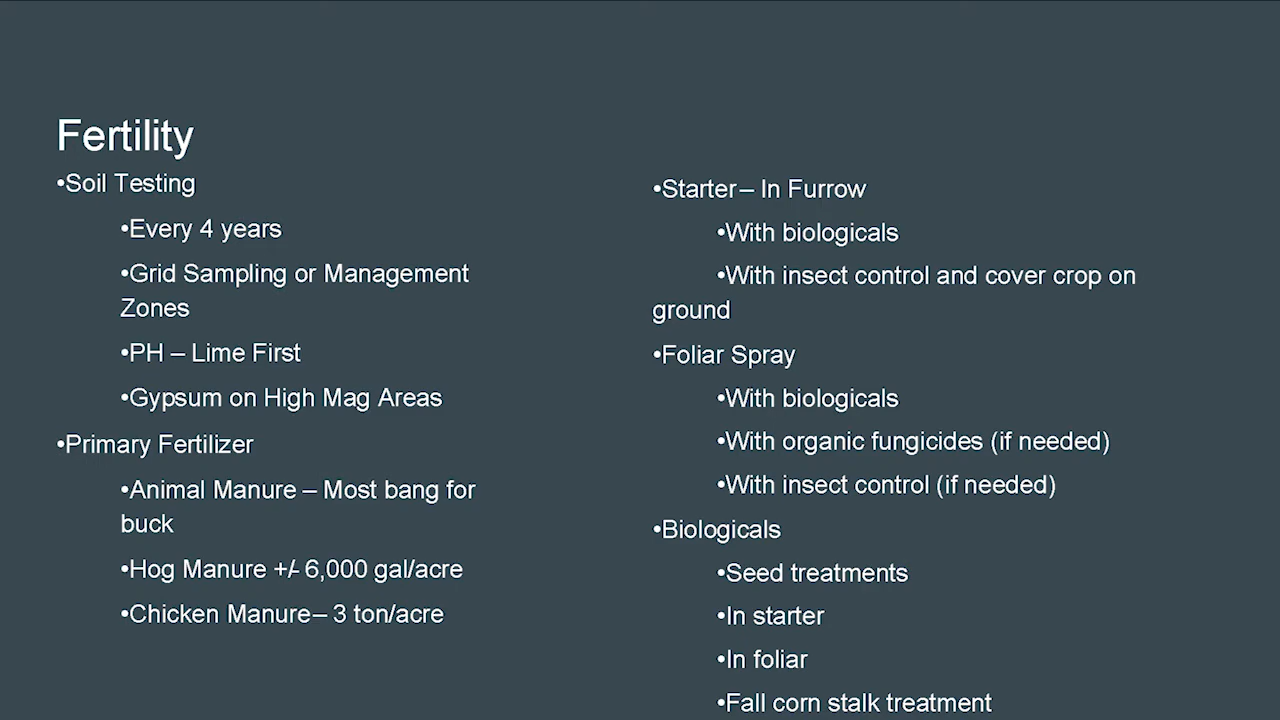 Fertility
•Soil Testing
•Every 4 years
•Grid Sampling or Management
Zones
•PH – Lime First
•Gypsum on High Mag Areas
•Primary Fertilizer
•Animal Manure – Most bang for
buck
•Hog Manure +/- 6,000 gal/acre
•Chicken Manure – 3 ton/acre
•Starter – In Furrow
•With biologicals
•With insect control and cover crop on
ground
•Foliar Spray
•With biologicals
•With organic fungicides (if needed)
•With insect control (if needed)
•Biologicals
•Seed treatments
•In starter
•In foliar
•Fall corn stalk treatment